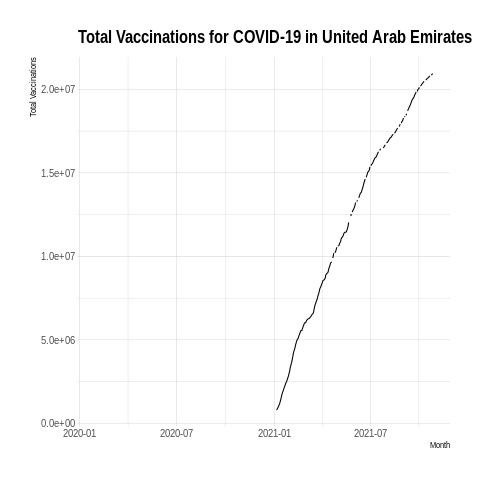 Total Vaccinations for COVID-19 in United Arab Emirates
Total Vaccinations
2.0e+07
1.5e+07
1.0e+07
5.0e+06
0.0e+00
2020-01 2020-07 2021-01 2021-07
Month